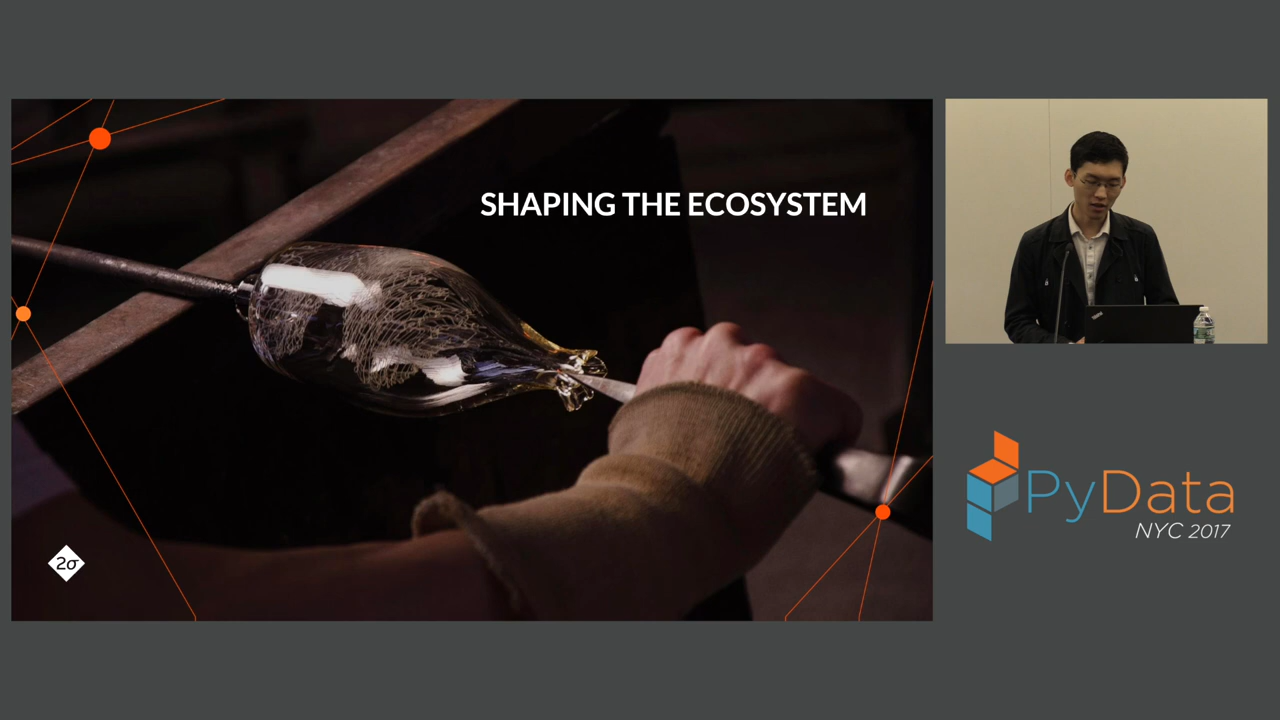 SHAPING THE ECOSYSTEM
2σ
PyData
NYC 2017